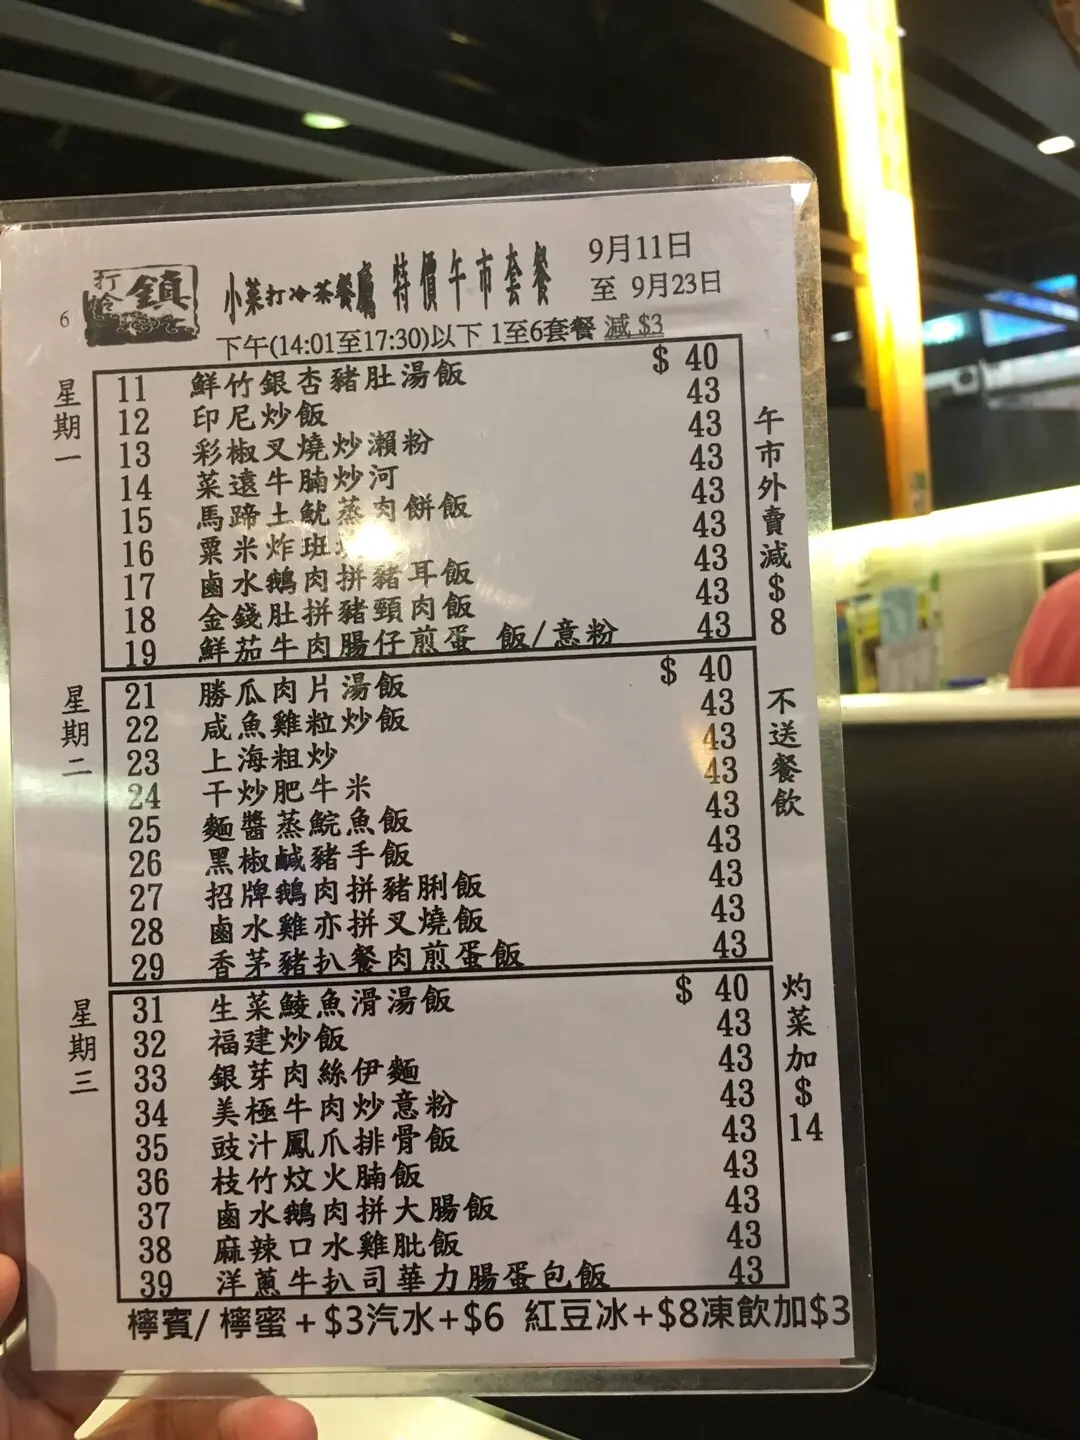 打冷鎮
小菜打冷茶餐廳 特價午市套餐
9月11日
至 9月23日
6
下午(14:01至17:30)以下 1至6套餐 減 $3
星期一
11 鮮竹銀杏豬肚湯飯 $ 40
12 印尼炒飯 43
13 彩椒叉燒炒瀨粉 43
14 菜遠牛腩炒河 43
15 馬蹄土魷蒸肉餅飯 43
16 粟米炸班 43
17 鹵水鵝肉拼豬耳飯 43
18 金錢肚拼豬頸肉飯 43
19 鮮茄牛肉腸仔煎蛋 飯/意粉 43
星期二
21 勝瓜肉片湯飯 $ 40
22 咸魚雞粒炒飯 43
23 上海粗炒 43
24 干炒肥牛米 43
25 麵醬蒸鯇魚飯 43
26 黑椒鹹豬手飯 43
27 招牌鵝肉拼豬脷飯 43
28 鹵水雞亦拼叉燒飯 43
29 香茅豬扒餐肉煎蛋飯 43
星期三
31 生菜鯪魚滑湯飯 $ 40
32 福建炒飯 43
33 銀芽肉絲伊麵 43
34 美極牛肉炒意粉 43
35 豉汁鳳爪排骨飯 43
36 枝竹炆火腩飯 43
37 鹵水鵝肉拼大腸飯 43
38 麻辣口水雞肶飯 43
39 洋蔥牛扒司華力腸蛋包飯 43
午市外賣減$8
不送餐飲
灼菜加$14
檸賓/檸蜜+$3汽水+$6 紅豆冰+$8凍飲加$3